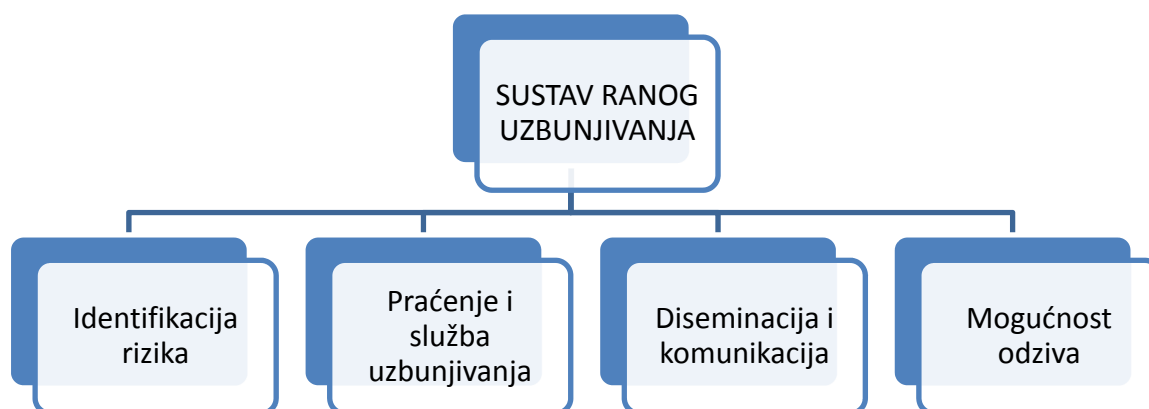 SUSTAV RANOG
UZBUNJIVANJA
Identifikacija
rizika
Praćenje i
služba
uzbunjivanja
Diseminacija i
komunikacija
Mogućnost
odziva